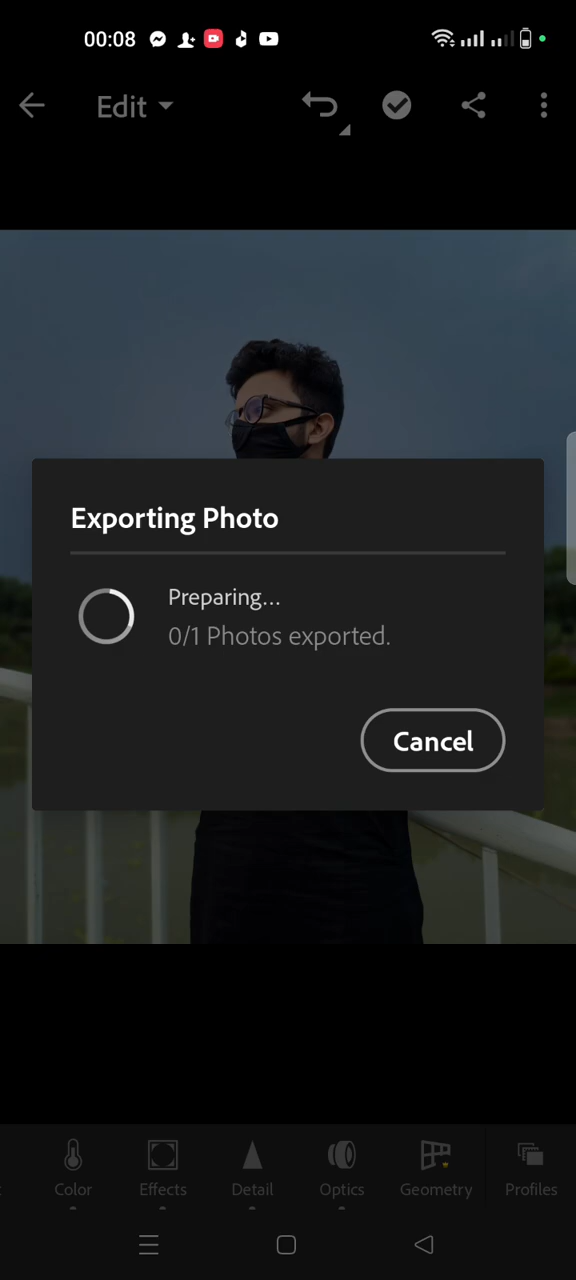 00:08
Edit
Exporting Photo
Preparing...
0/1 Photos exported.
Cancel
Color Effects Detail Optics Geometry Profiles